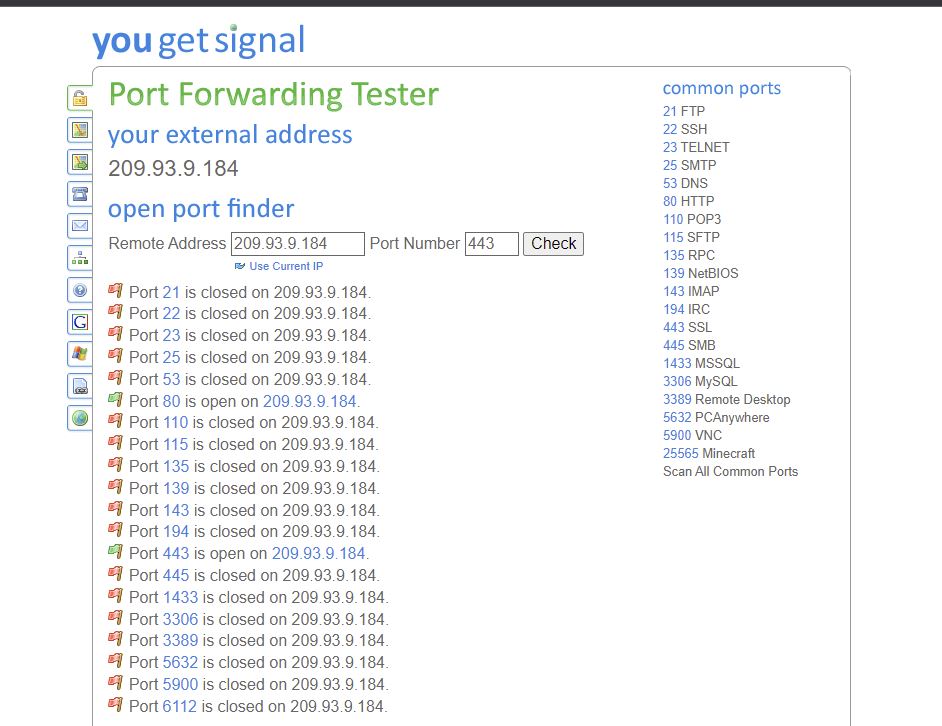 you get signal
Port Forwarding Tester
your external address
209.93.9.184
open port finder
Remote Address 209.93.9.184 Port Number 443 Check
Use Current IP
Port 21 is closed on 209.93.9.184.
Port 22 is closed on 209.93.9.184.
Port 23 is closed on 209.93.9.184.
Port 25 is closed on 209.93.9.184.
Port 53 is closed on 209.93.9.184.
Port 80 is open on 209.93.9.184.
Port 110 is closed on 209.93.9.184.
Port 115 is closed on 209.93.9.184.
Port 135 is closed on 209.93.9.184.
Port 139 is closed on 209.93.9.184.
Port 143 is closed on 209.93.9.184.
Port 194 is closed on 209.93.9.184.
Port 443 is open on 209.93.9.184.
Port 445 is closed on 209.93.9.184.
Port 1433 is closed on 209.93.9.184.
Port 3306 is closed on 209.93.9.184.
Port 3389 is closed on 209.93.9.184.
Port 5632 is closed on 209.93.9.184.
Port 5900 is closed on 209.93.9.184.
Port 6112 is closed on 209.93.9.184.
common ports
21 FTP
22 SSH
23 TELNET
25 SMTP
53 DNS
80 HTTP
110 POP3
115 SFTP
135 RPC
139 NetBIOS
143 IMAP
194 IRC
443 SSL
445 SMB
1433 MSSQL
3306 MySQL
3389 Remote Desktop
5632 PCAnywhere
5900 VNC
25565 Minecraft
Scan All Common Ports
G